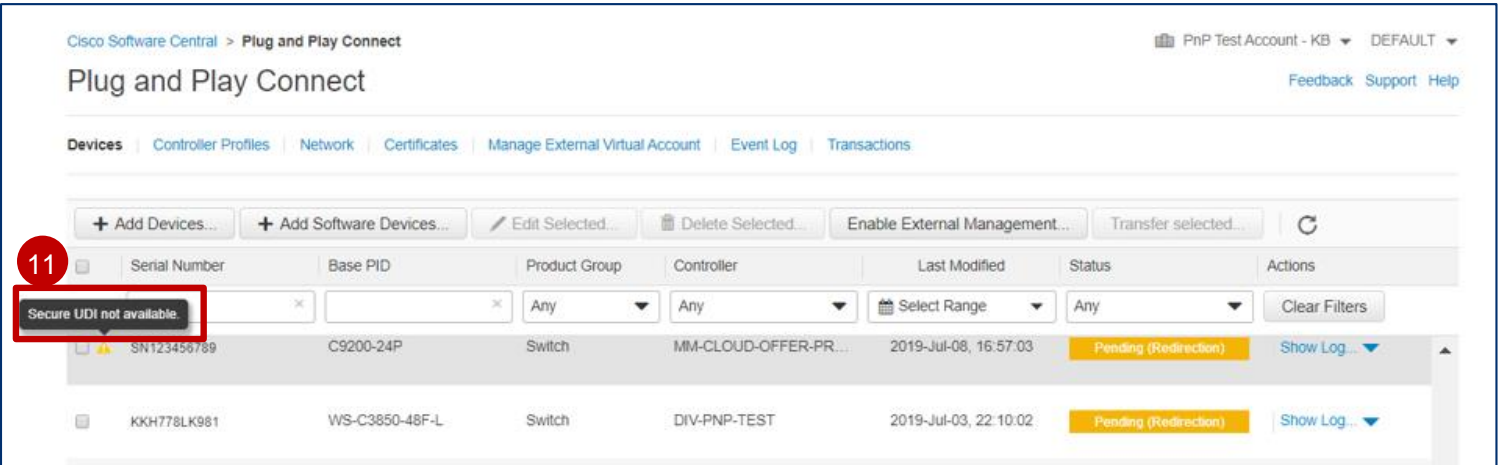 Cisco Software Central > Plug and Play Connect
PnP Test Account - KB DEFAULT
Plug and Play Connect
Feedback Support Help
Devices Controller Profiles Network Certificates Manage External Virtual Account Event Log Transactions
+ Add Devices... + Add Software Devices... Edit Selected... Delete Selected... Enable External Management... Transfer selected...
11
Serial Number Base PID Product Group Controller Last Modified Status Actions
Secure UDI not available. × × Any Any Select Range Any Clear Filters
SN123456789 C9200-24P Switch MM-CLOUD-OFFER-PR... 2019-Jul-08, 16:57:03 Pending (Redirection) Show Log...
KKH778LK981 WS-C3850-48F-L Switch DIV-PNP-TEST 2019-Jul-03, 22:10:02 Pending (Redirection) Show Log...